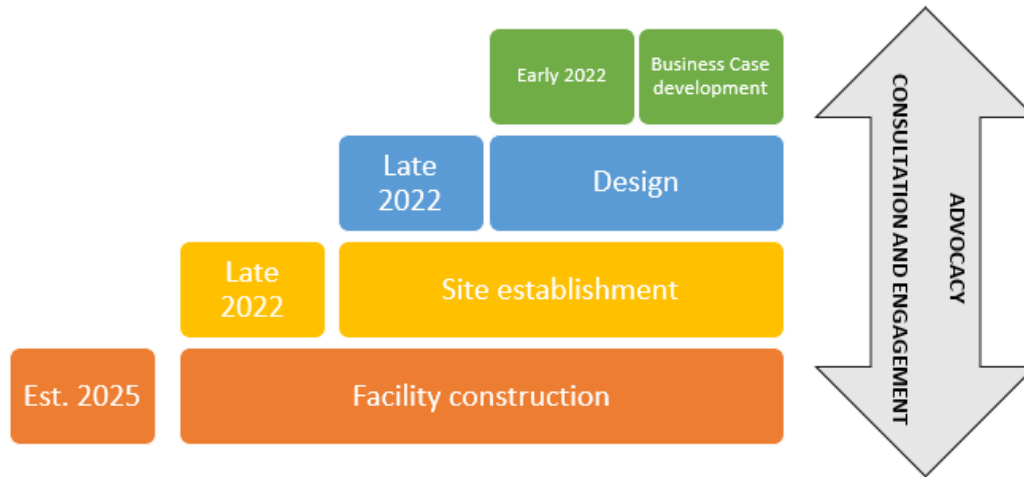 Early 2022
Business Case
development
Late
2022
Design
Late
2022
Site establishment
Est. 2025
Facility construction
CONSULTATION AND ENGAGEMENT
ADVOCACY